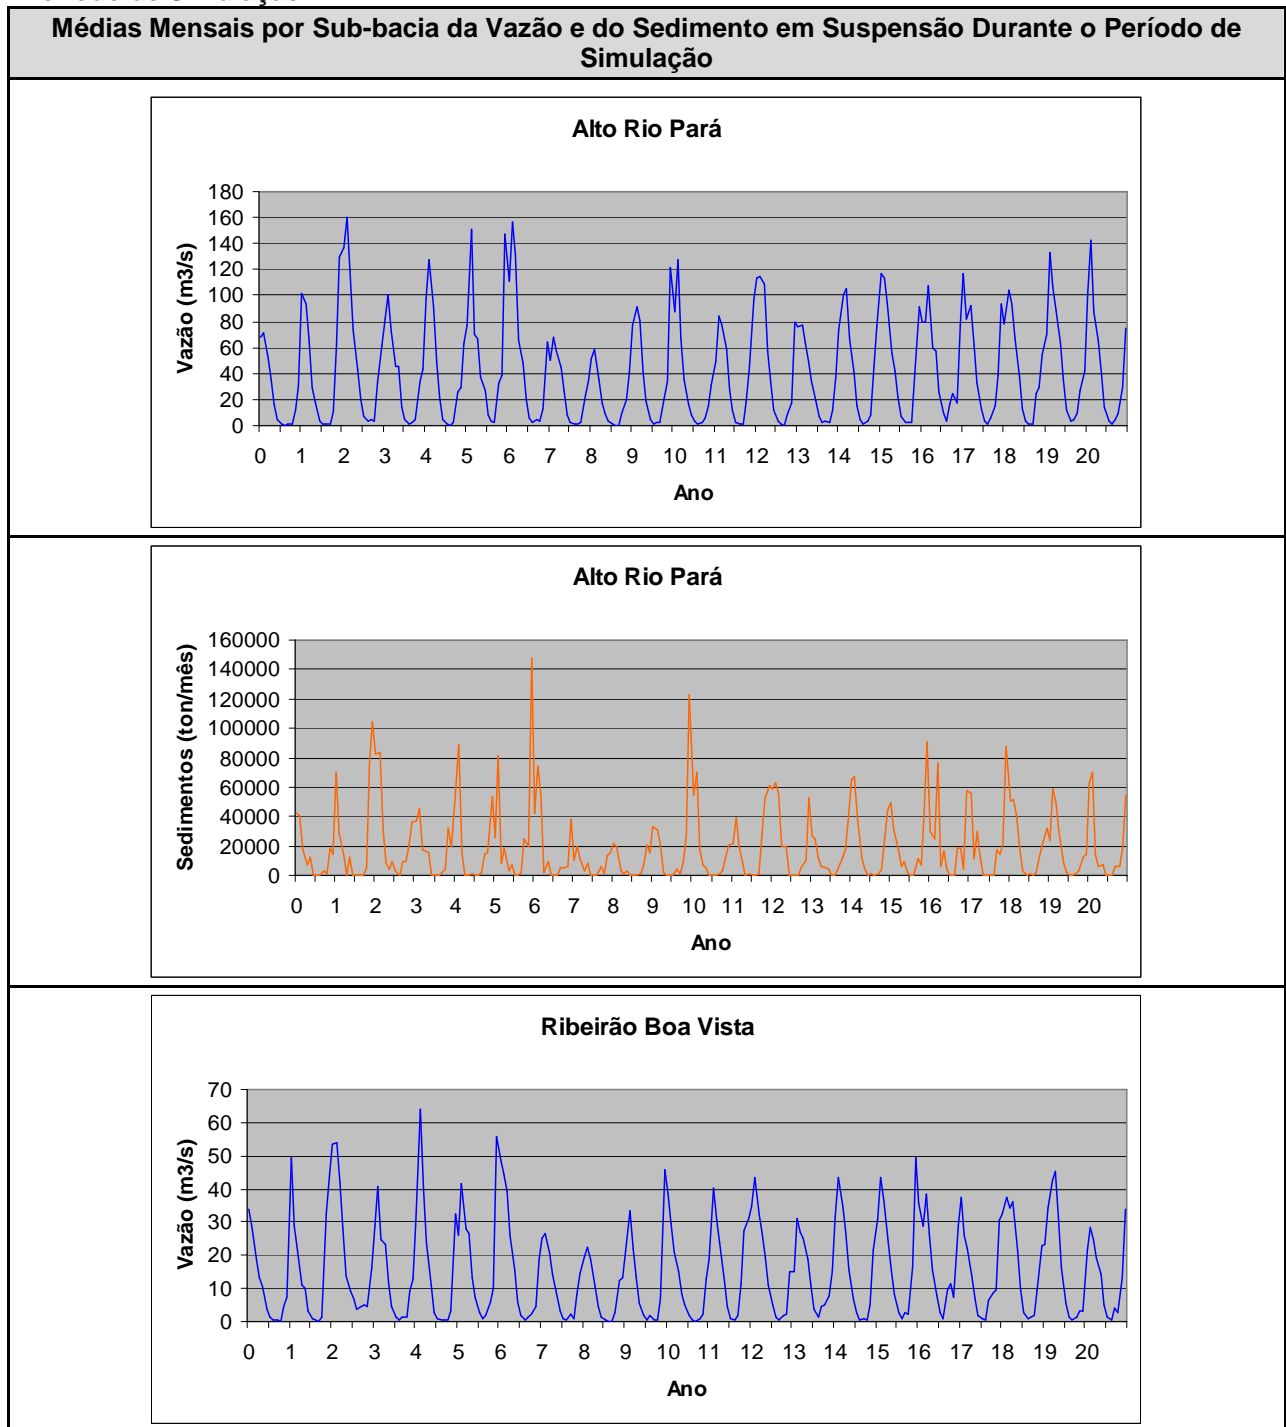 Médias Mensais por Sub-bacia da Vazão e do Sedimento em Suspensão Durante o Período de
Simulação
Alto Rio Pará
Vazão (m3/s)
180
160
140
120
100
80
60
40
20
0
0 1 2 3 4 5 6 7 8 9 10 11 12 13 14 15 16 17 18 19 20
Ano
Alto Rio Pará
Sedimentos (ton/mês)
160000
140000
120000
100000
80000
60000
40000
20000
0
0 1 2 3 4 5 6 7 8 9 10 11 12 13 14 15 16 17 18 19 20
Ano
Ribeirão Boa Vista
Vazão (m3/s)
70
60
50
40
30
20
10
0
0 1 2 3 4 5 6 7 8 9 10 11 12 13 14 15 16 17 18 19 20
Ano